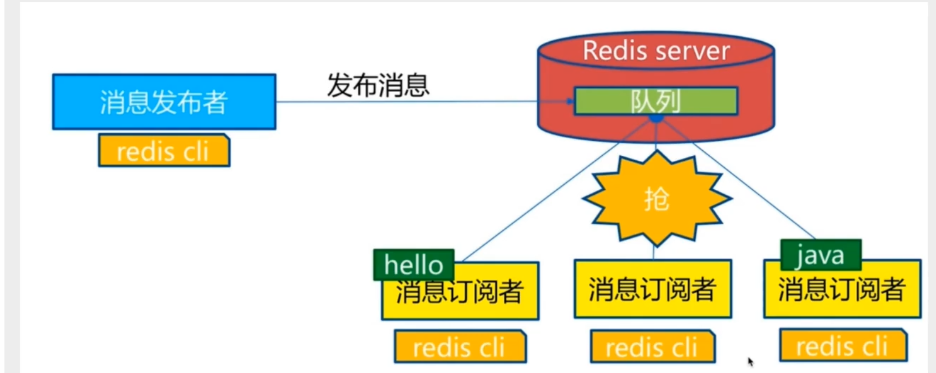 Redis server
消息发布者
发布消息
队列
redis cli
抢
hello
java
消息订阅者
消息订阅者
消息订阅者
redis cli
redis cli
redis cli